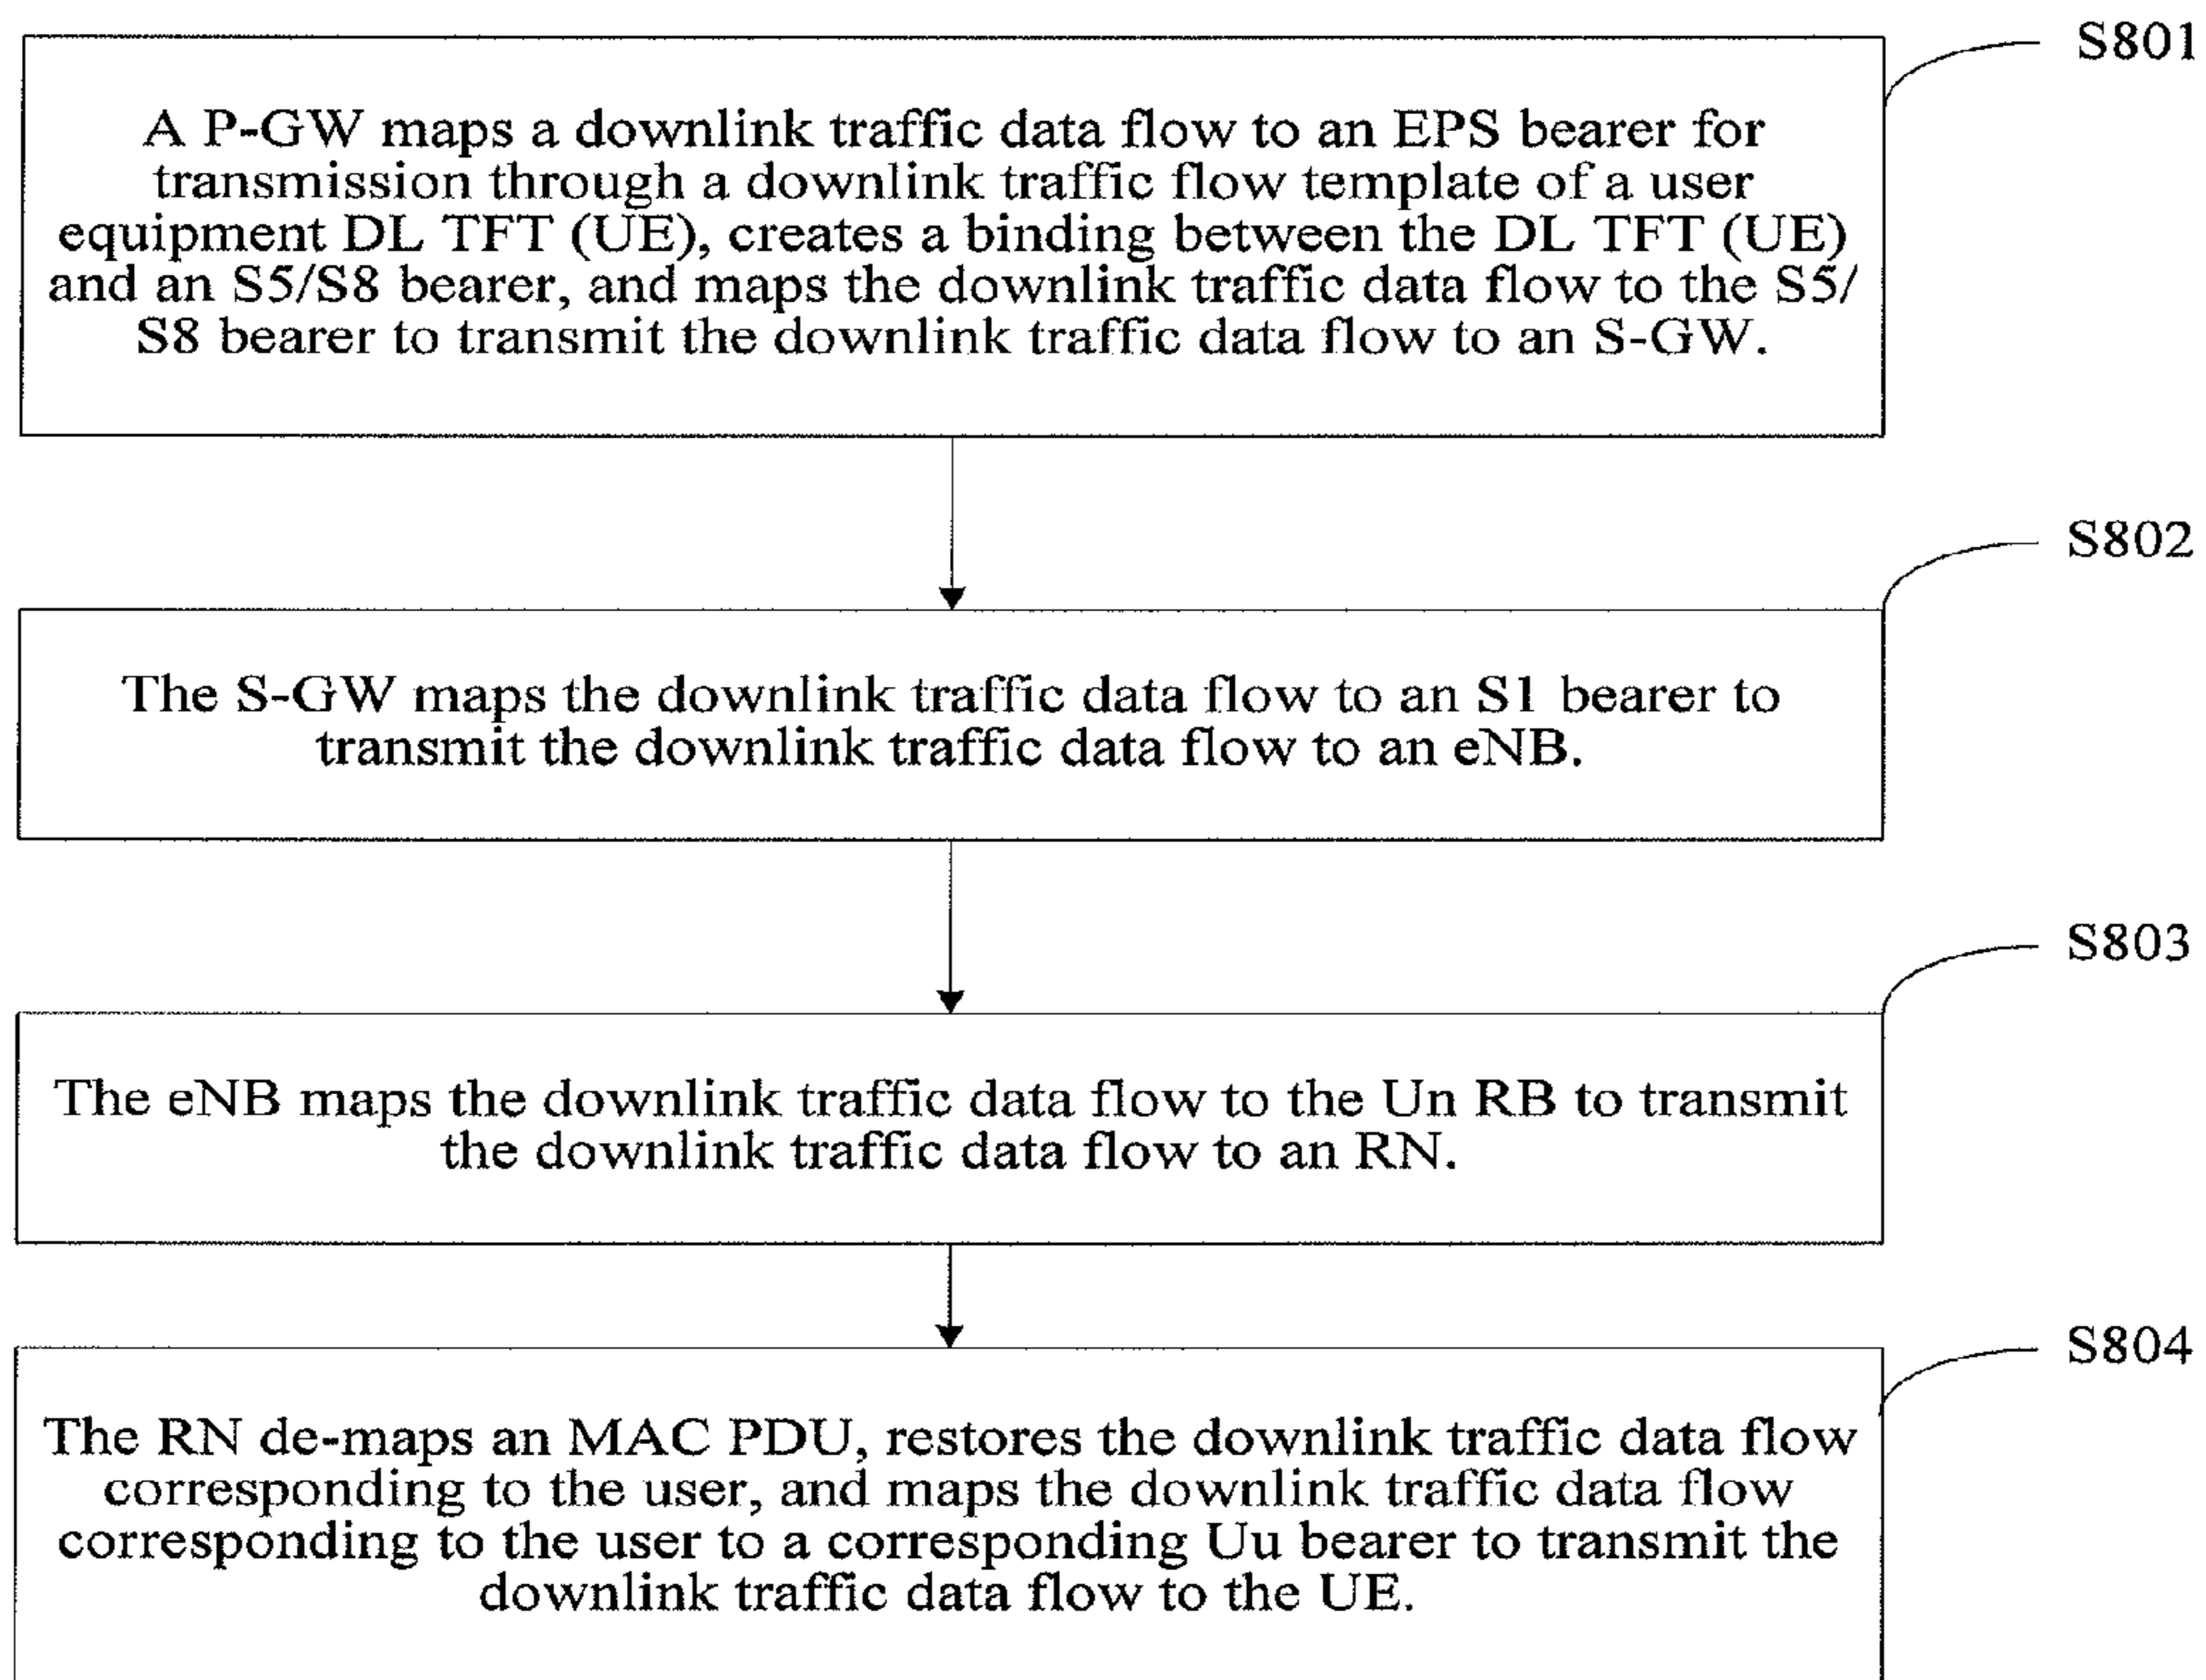 S801
A P-GW maps a downlink traffic data flow to an EPS bearer for
transmission through a downlink traffic flow template of a user
equipment DL TFT (UE), creates a binding between the DL TFT (UE)
and an S5/S8 bearer, and maps the downlink traffic data flow to the S5/
S8 bearer to transmit the downlink traffic data flow to an S-GW.
S802
The S-GW maps the downlink traffic data flow to an S1 bearer to
transmit the downlink traffic data flow to an eNB.
S803
The eNB maps the downlink traffic data flow to the Un RB to transmit
the downlink traffic data flow to an RN.
S804
The RN de-maps an MAC PDU, restores the downlink traffic data flow
corresponding to the user, and maps the downlink traffic data flow
corresponding to the user to a corresponding Uu bearer to transmit the
downlink traffic data flow to the UE.